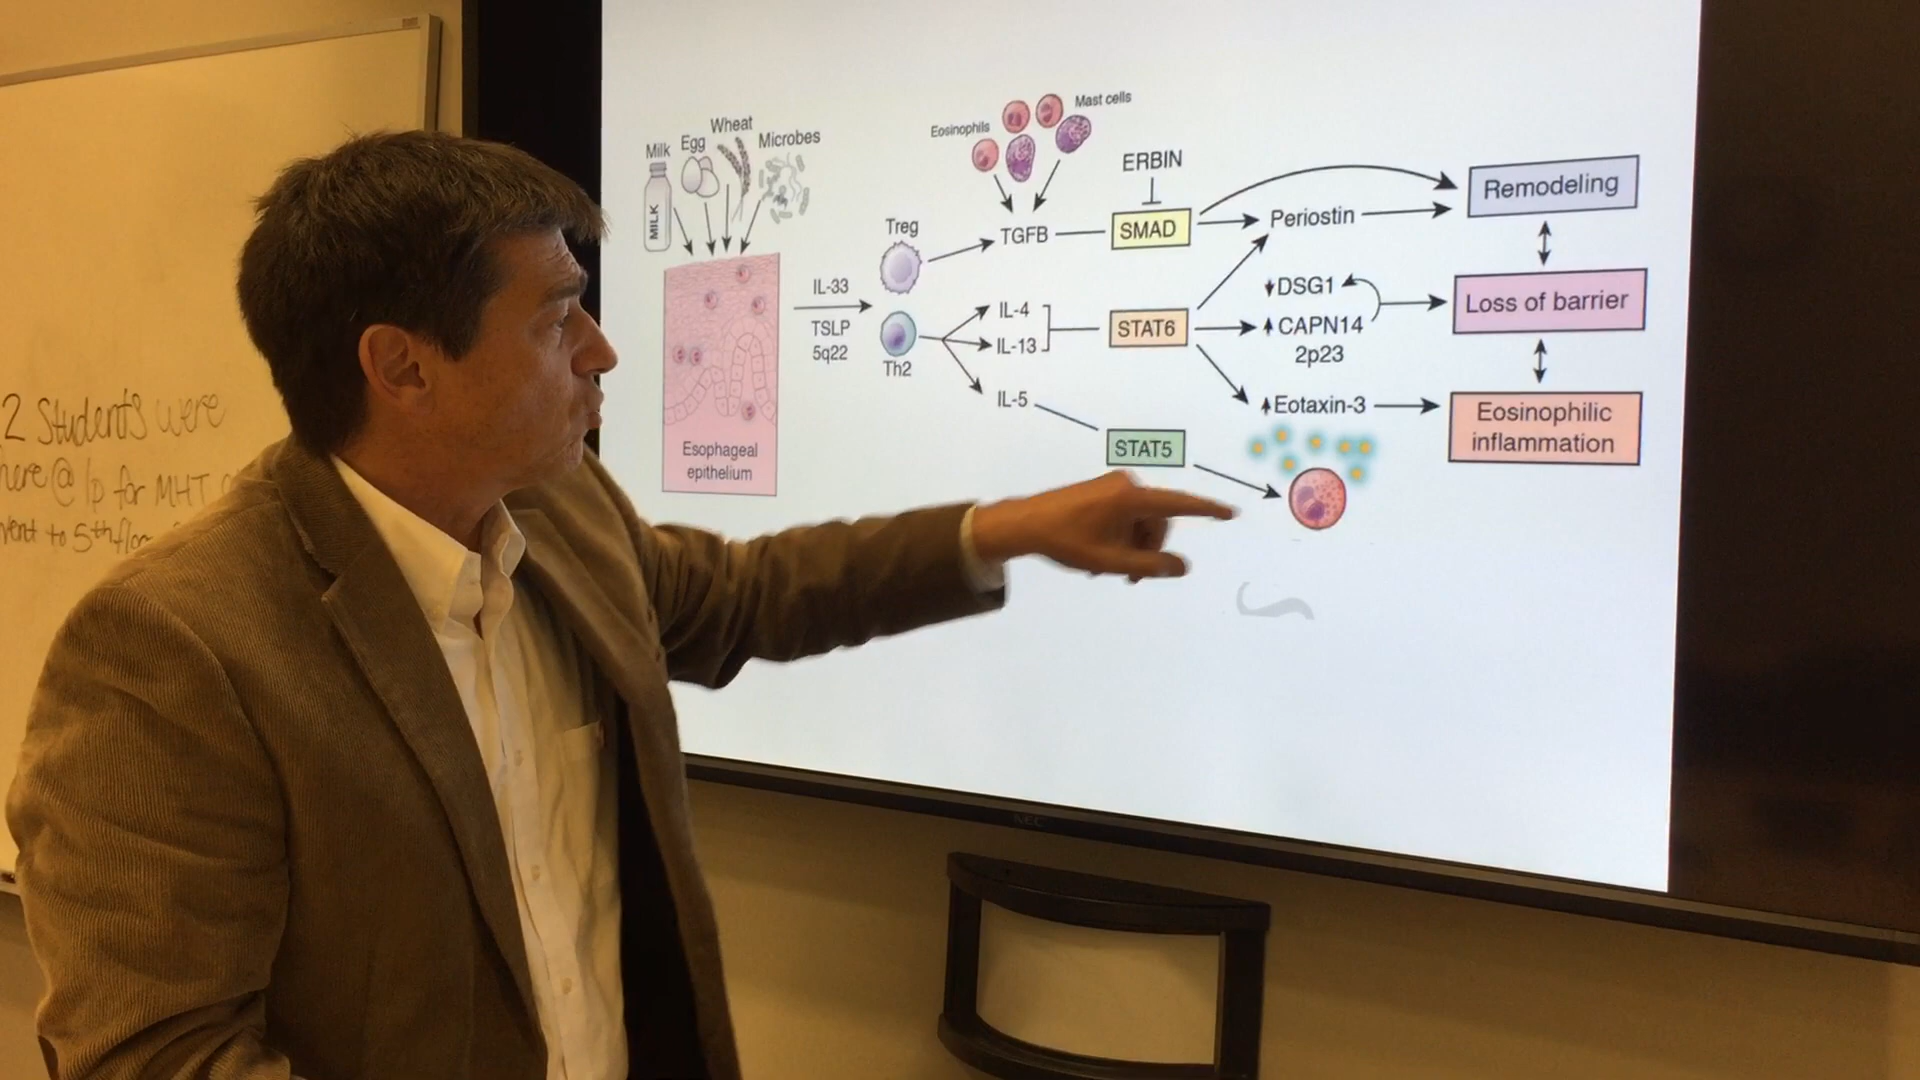 2 Students were
here @ 1p for MHT
went to 5th floor
Milk
Egg
Wheat
Microbes
MILK
Esophageal
epithelium
IL-33
TSLP
5q22
Treg
Th2
Eosinophils
Mast cells
TGFB
IL-4
IL-13
IL-5
ERBIN
SMAD
STAT6
STAT5
Periostin
DSG1
CAPN14
2p23
Eotaxin-3
Remodeling
Loss of barrier
Eosinophilic
inflammation
NEC